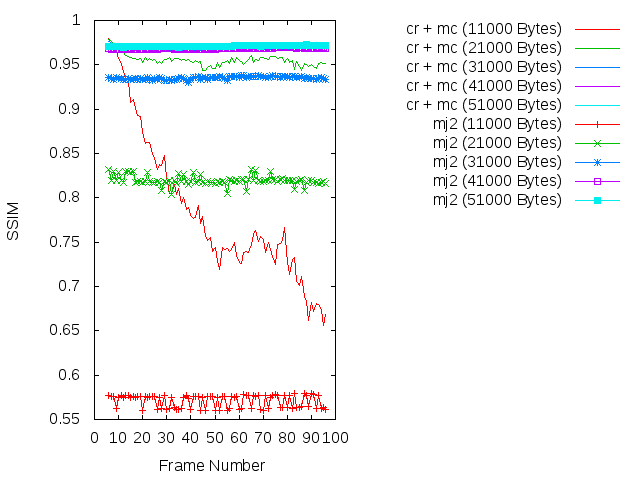 1
0.95
0.9
0.85
0.8
0.75
0.7
0.65
0.6
0.55
SSIM
0 10 20 30 40 50 60 70 80 90 100
Frame Number
cr + mc (11000 Bytes)
cr + mc (21000 Bytes)
cr + mc (31000 Bytes)
cr + mc (41000 Bytes)
cr + mc (51000 Bytes)
mj2 (11000 Bytes)
mj2 (21000 Bytes)
mj2 (31000 Bytes)
mj2 (41000 Bytes)
mj2 (51000 Bytes)